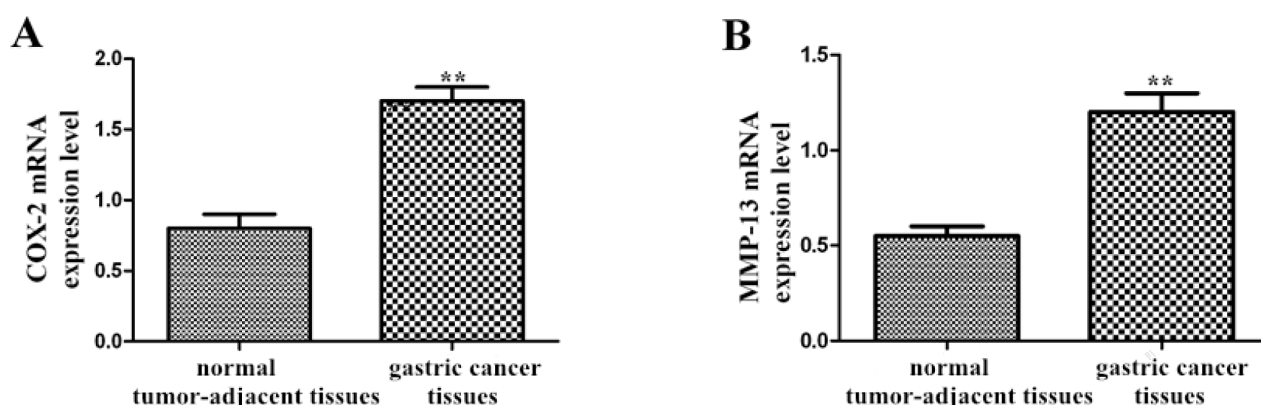 A
COX-2 mRNA
expression level
2.0
1.5
1.0
0.5
0.0
**
normal
tumor-adjacent tissues
gastric cancer
tissues
B
MMP-13 mRNA
expression level
1.5
1.0
0.5
0.0
**
normal
tumor-adjacent tissues
gastric cancer
tissues